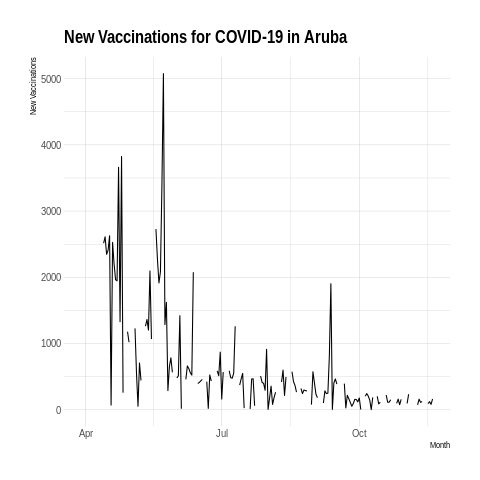 New Vaccinations for COVID-19 in Aruba
New Vaccinations
5000
4000
3000
2000
1000
0
Apr
Jul
Oct
Month